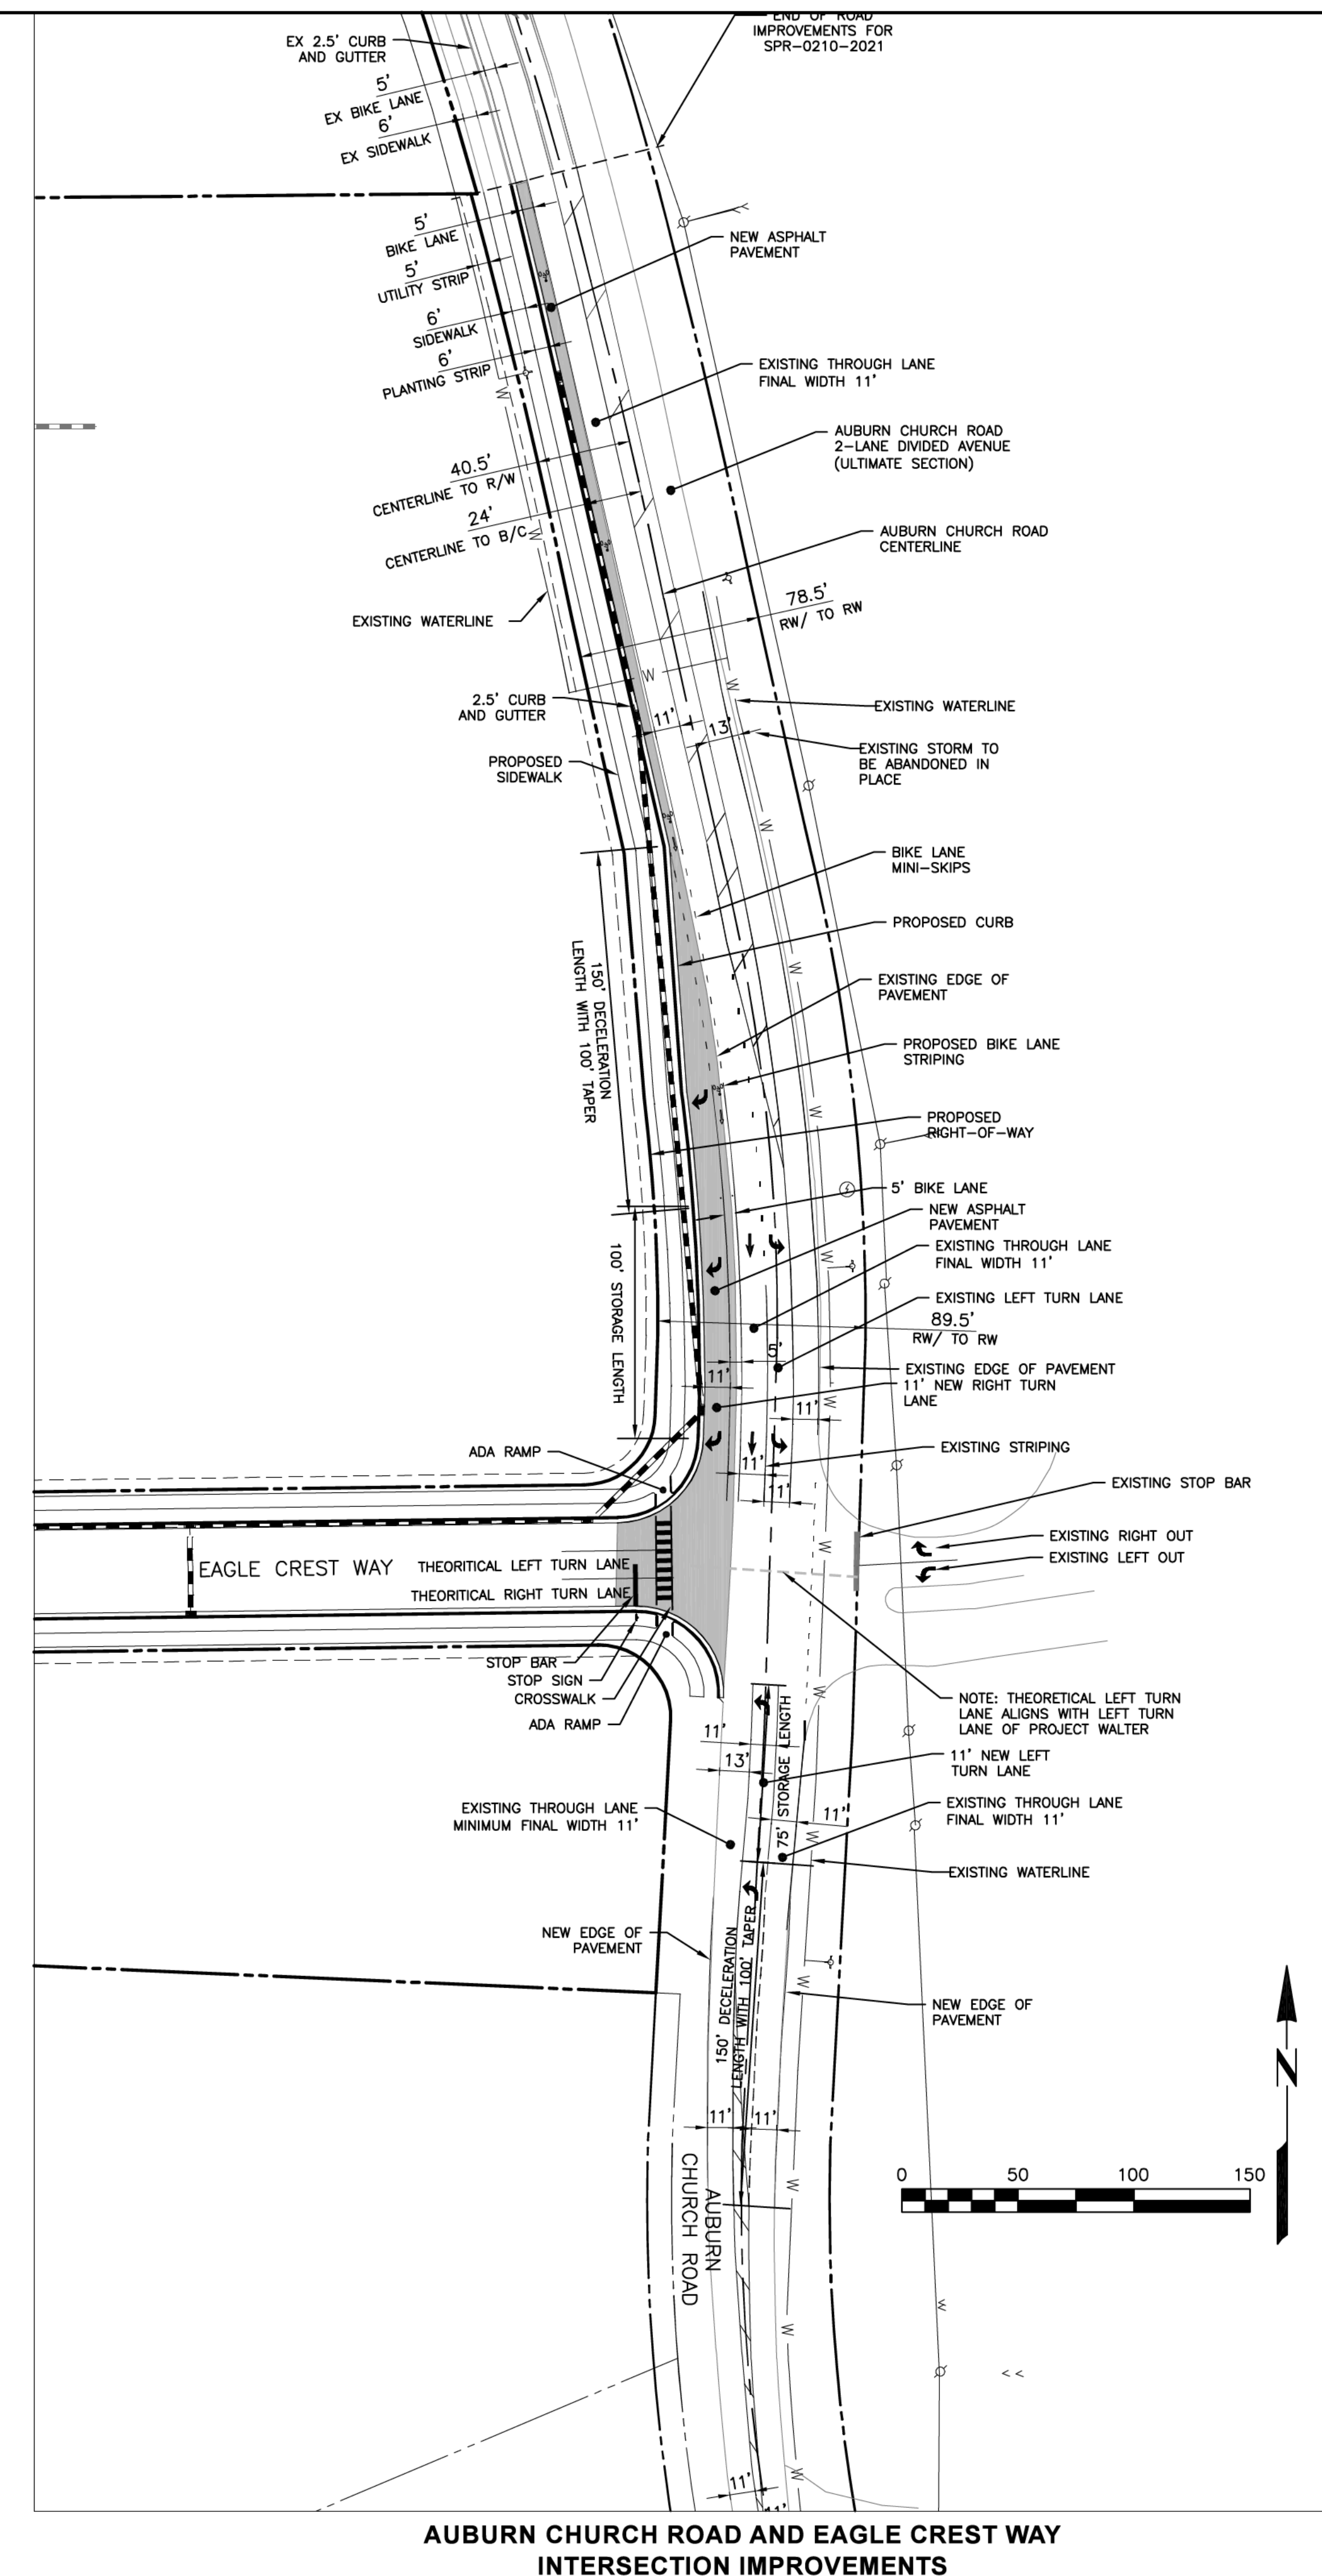 END OF ROAD
IMPROVEMENTS FOR
SPR-0210-2021
EX 2.5' CURB
AND GUTTER
5'
EX BIKE LANE
6'
EX SIDEWALK
5'
BIKE LANE
5'
UTILITY STRIP
6'
SIDEWALK
6'
PLANTING STRIP
NEW ASPHALT
PAVEMENT
EXISTING THROUGH LANE
FINAL WIDTH 11'
W
AUBURN CHURCH ROAD
2-LANE DIVIDED AVENUE
(ULTIMATE SECTION)
40.5'
CENTERLINE TO R/W
24'
CENTERLINE TO B/C
W
AUBURN CHURCH ROAD
CENTERLINE
78.5'
RW/ TO RW
EXISTING WATERLINE
W
W
2.5' CURB
AND GUTTER
EXISTING WATERLINE
11'
13'
EXISTING STORM TO
BE ABANDONED IN
PLACE
PROPOSED
SIDEWALK
W
BIKE LANE
MINI-SKIPS
PROPOSED CURB
150' DECELERATION
LENGTH WITH 100' TAPER
W
EXISTING EDGE OF
PAVEMENT
PROPOSED BIKE LANE
STRIPING
W
PROPOSED
RIGHT-OF-WAY
5' BIKE LANE
NEW ASPHALT
PAVEMENT
W
EXISTING THROUGH LANE
FINAL WIDTH 11'
100' STORAGE LENGTH
EXISTING LEFT TURN LANE
89.5'
RW/ TO RW
5'
EXISTING EDGE OF PAVEMENT
11'
11' NEW RIGHT TURN
LANE
W
11'
ADA RAMP
EXISTING STRIPING
11'
11'
EXISTING STOP BAR
W
EXISTING RIGHT OUT
EXISTING LEFT OUT
EAGLE CREST WAY
THEORITICAL LEFT TURN LANE
THEORITICAL RIGHT TURN LANE
STOP BAR
STOP SIGN
CROSSWALK
ADA RAMP
W
NOTE: THEORETICAL LEFT TURN
LANE ALIGNS WITH LEFT TURN
LANE OF PROJECT WALTER
11'
13'
75' STORAGE LENGTH
11' NEW LEFT
TURN LANE
EXISTING THROUGH LANE
MINIMUM FINAL WIDTH 11'
11'
EXISTING THROUGH LANE
FINAL WIDTH 11'
W
EXISTING WATERLINE
NEW EDGE OF
PAVEMENT
150' DECELERATION
LENGTH WITH 100' TAPER
W
NEW EDGE OF
PAVEMENT
N
11'
11'
AUBURN
CHURCH ROAD
W
0 50 100 150
W
W
W
11'
11'
AUBURN CHURCH ROAD AND EAGLE CREST WAY
INTERSECTION IMPROVEMENTS